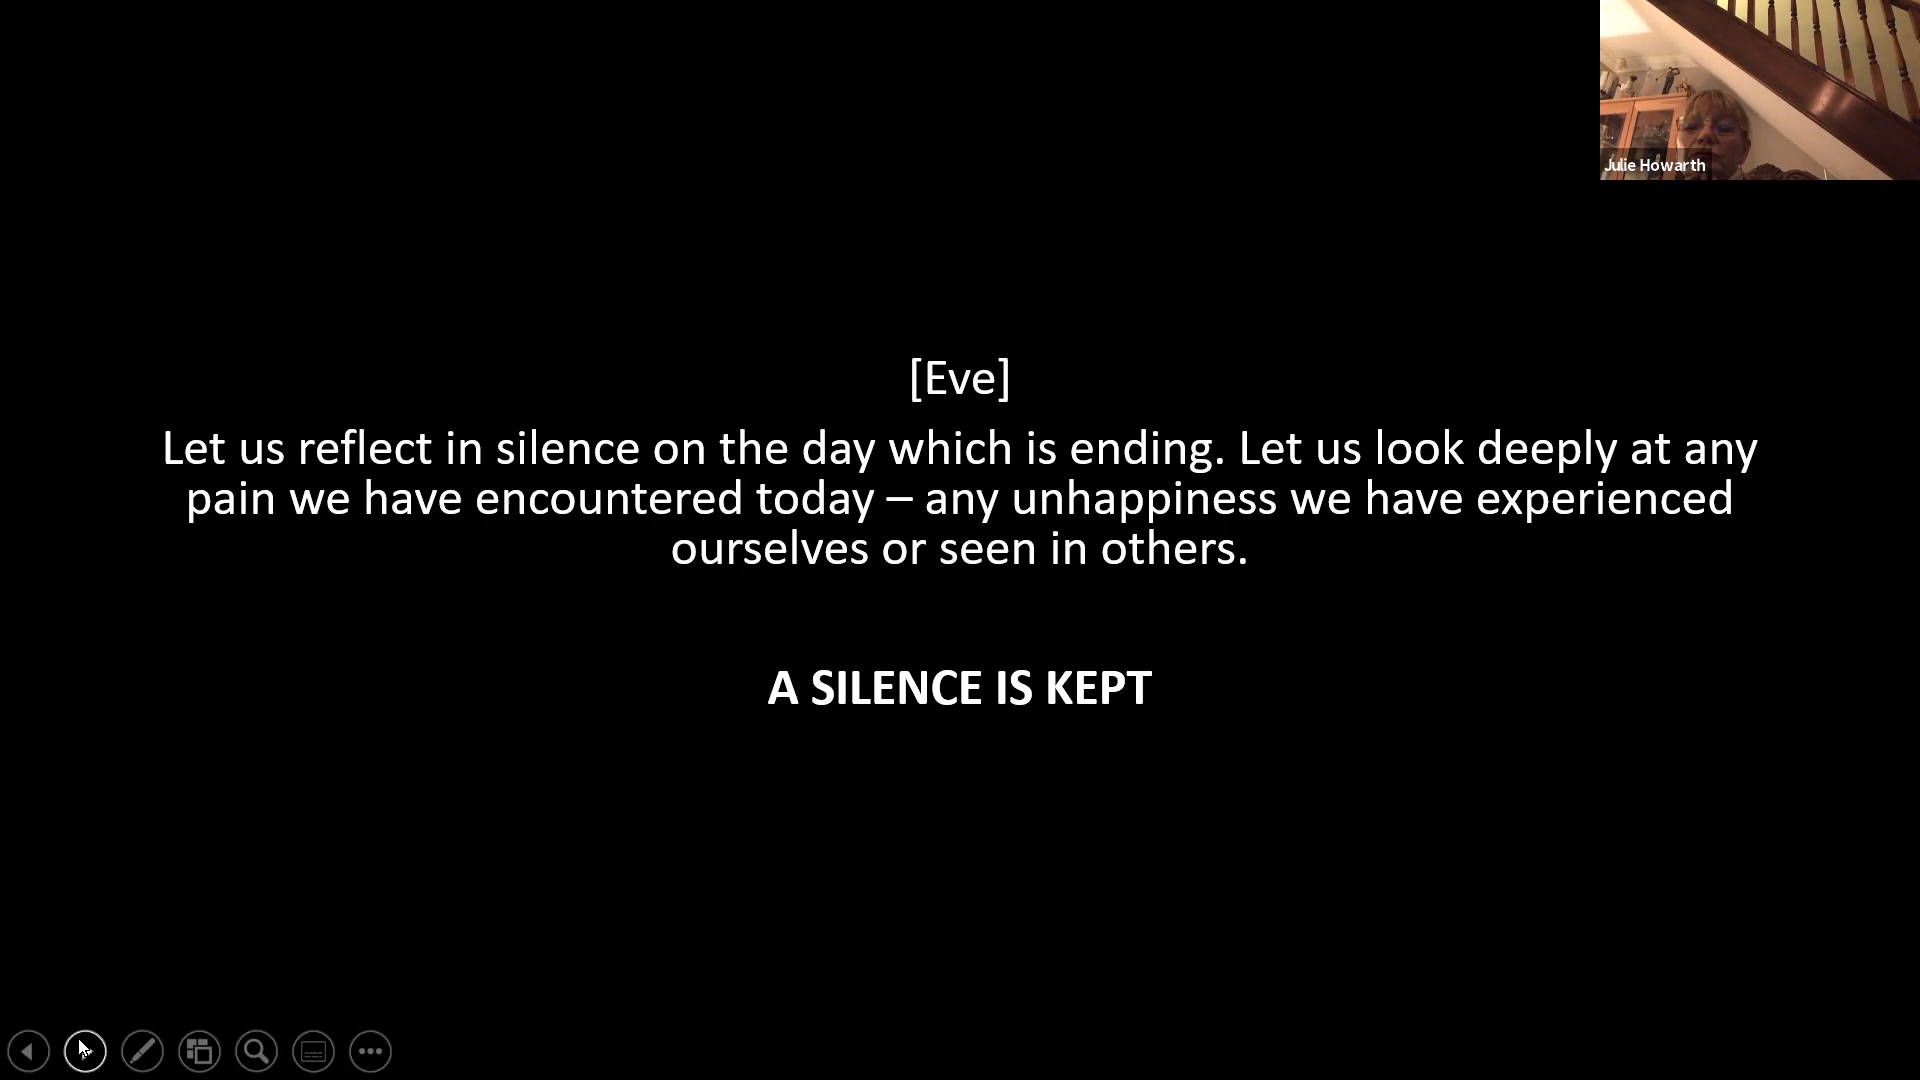 Julie Howarth
[Eve]
Let us reflect in silence on the day which is ending. Let us look deeply at any
pain we have encountered today – any unhappiness we have experienced
ourselves or seen in others.
A SILENCE IS KEPT